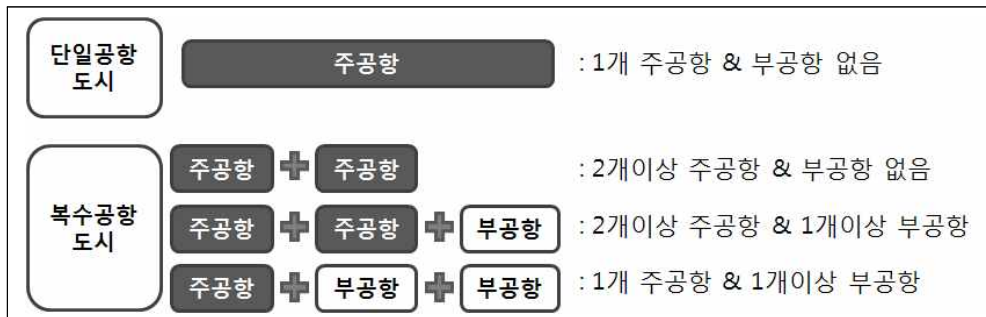 단일공항
도시
주공항 : 1개 주공항 & 부공항 없음
복수공항
도시
주공항 주공항 : 2개이상 주공항 & 부공항 없음
주공항 주공항 부공항 : 2개이상 주공항 & 1개이상 부공항
주공항 부공항 부공항 : 1개 주공항 & 1개이상 부공항